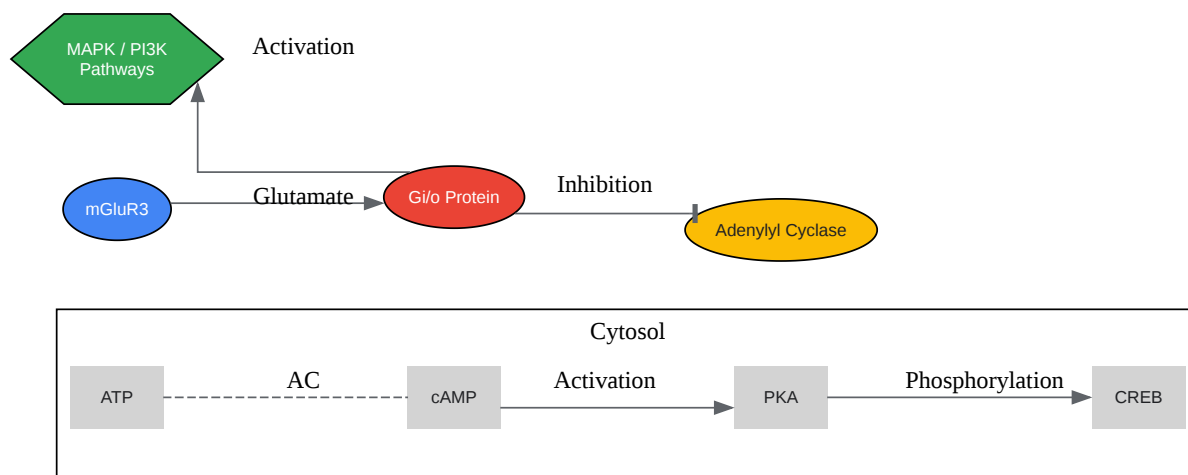 MAPK / PI3K
Pathways
Activation
mGluR3
Glutamate
Gi/o Protein
Inhibition
Adenylyl Cyclase
Cytosol
ATP
AC
cAMP
Activation
PKA
Phosphorylation
CREB